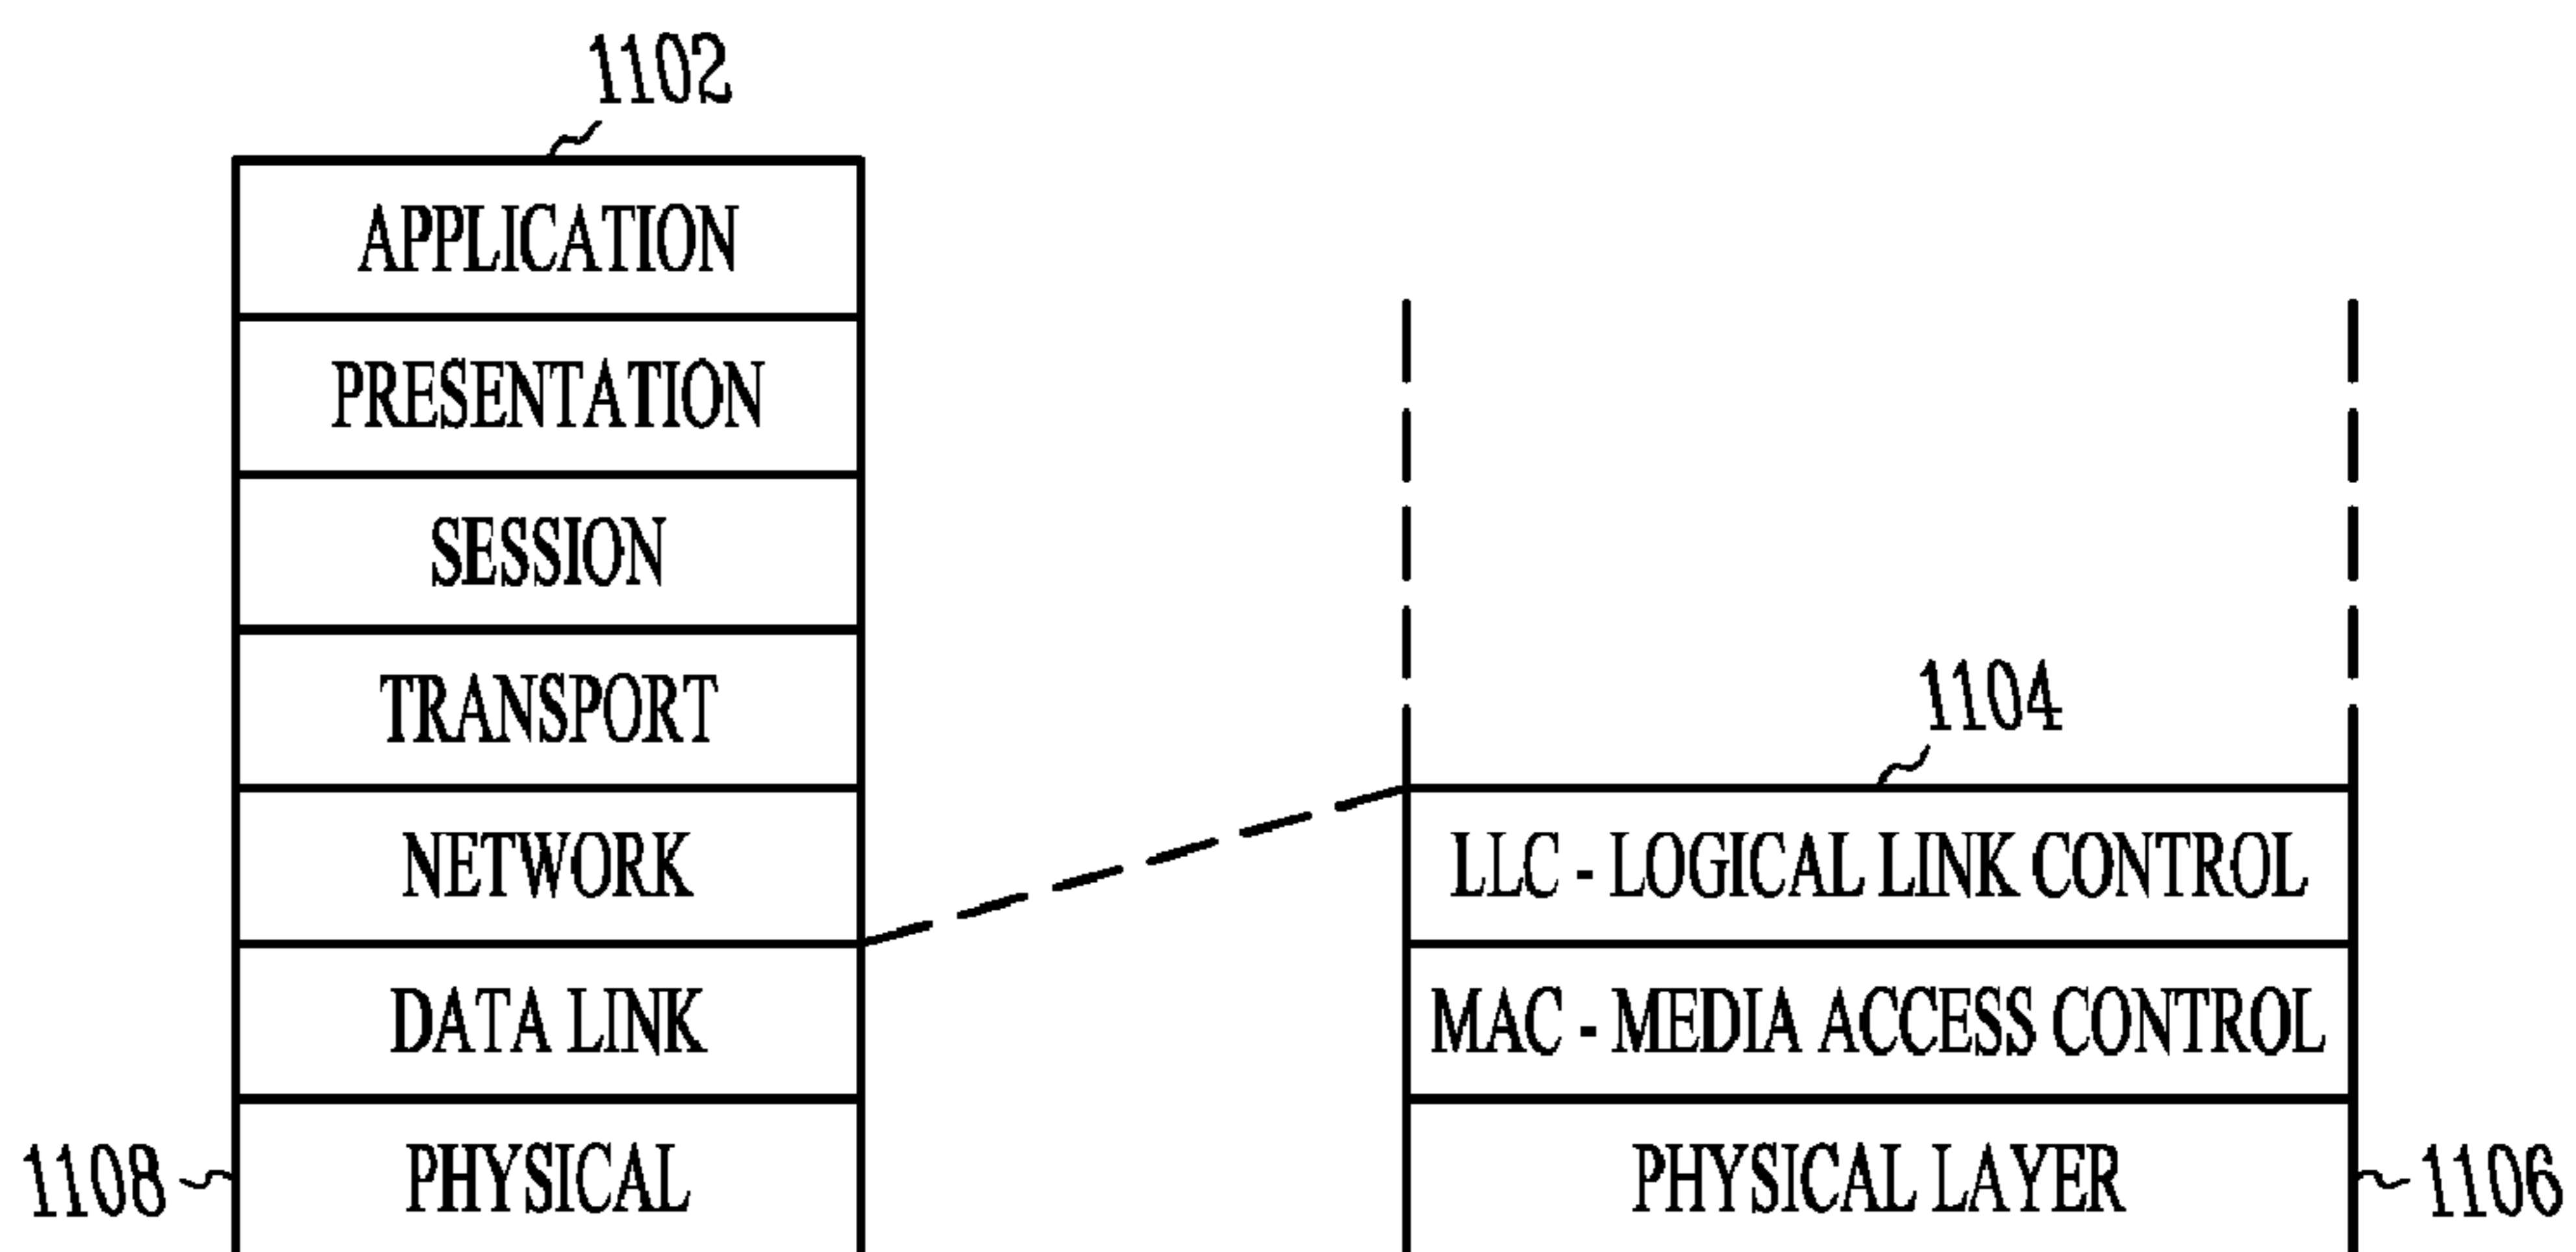 1102
APPLICATION
PRESENTATION
SESSION
TRANSPORT
NETWORK
DATA LINK
1108
PHYSICAL
1104
LLC - LOGICAL LINK CONTROL
MAC - MEDIA ACCESS CONTROL
PHYSICAL LAYER
1106